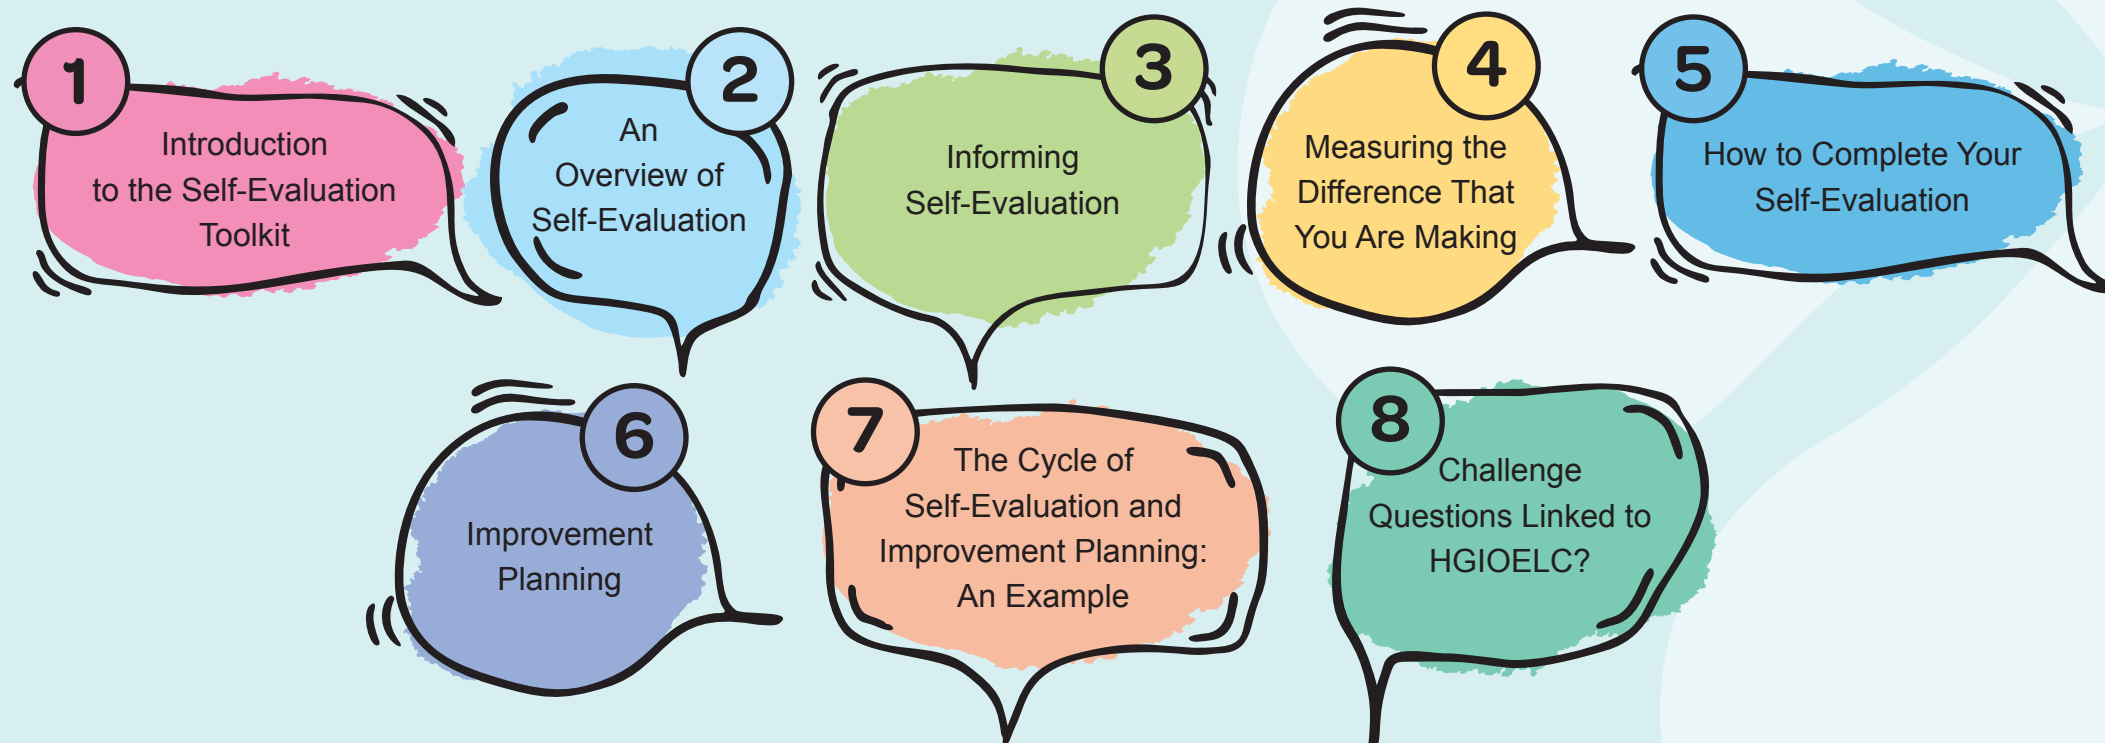 1
Introduction
to the Self-Evaluation
Toolkit
2
An
Overview of
Self-Evaluation
3
Informing
Self-Evaluation
4
Measuring the
Difference That
You Are Making
5
How to Complete Your
Self-Evaluation
6
Improvement
Planning
7
The Cycle of
Self-Evaluation and
Improvement Planning:
An Example
8
Challenge
Questions Linked to
HGIOELC?